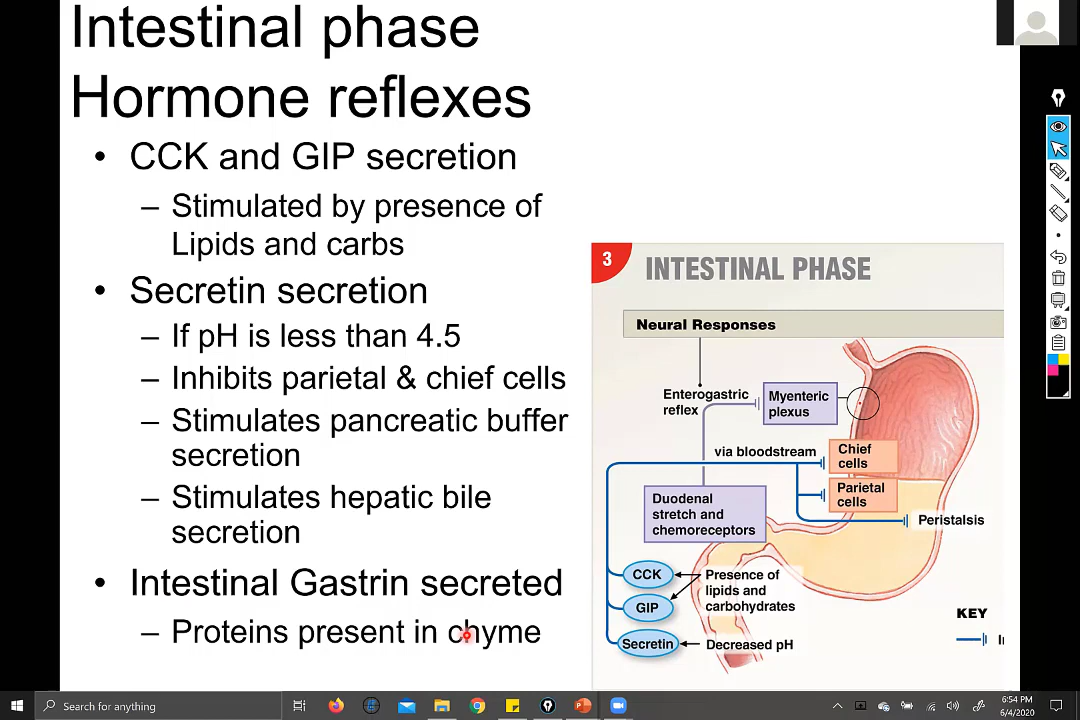 Intestinal phase
Hormone reflexes
• CCK and GIP secretion
– Stimulated by presence of
Lipids and carbs
• Secretin secretion
– If pH is less than 4.5
– Inhibits parietal & chief cells
– Stimulates pancreatic buffer
secretion
– Stimulates hepatic bile
secretion
• Intestinal Gastrin secreted
– Proteins present in chyme
3
INTESTINAL PHASE
Neural Responses
Enterogastric
reflex
Myenteric
plexus
via bloodstream
Chief
cells
Parietal
cells
Duodenal
stretch and
chemoreceptors
Peristalsis
CCK
GIP
Secretin
Presence of
lipids and
carbohydrates
Decreased pH
KEY
Search for anything
6:54 PM
6/4/2020